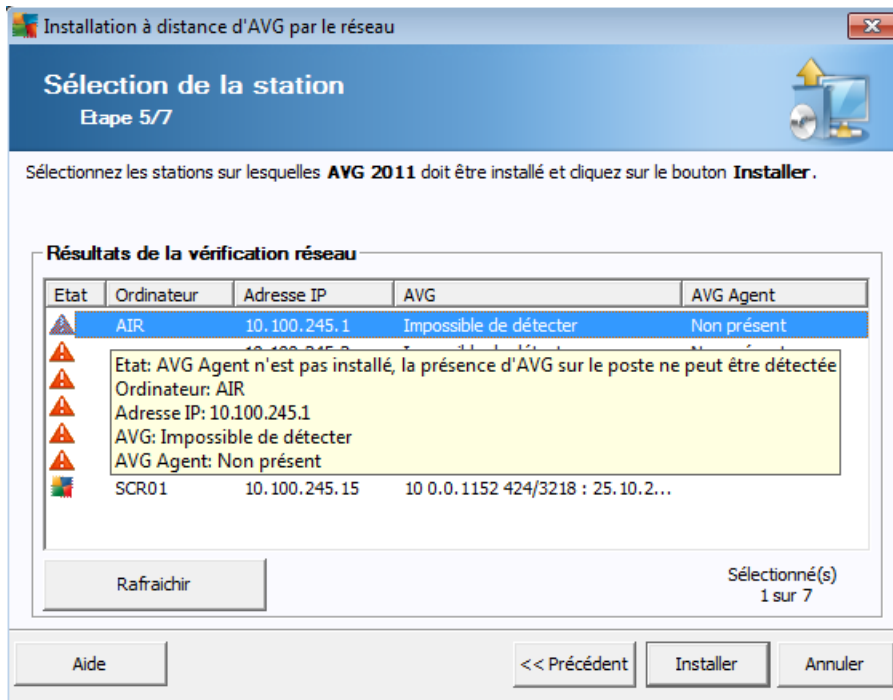 Installation à distance d'AVG par le réseau
Sélection de la station
Etape 5/7
Sélectionnez les stations sur lesquelles AVG 2011 doit être installé et cliquez sur le bouton Installer.
Résultats de la vérification réseau
Etat Ordinateur Adresse IP AVG AVG Agent
AIR 10.100.245.1 Impossible de détecter Non présent
Etat: AVG Agent n'est pas installé, la présence d'AVG sur le poste ne peut être détectée
Ordinateur: AIR
Adresse IP: 10.100.245.1
AVG: Impossible de détecter
AVG Agent: Non présent
SCR01 10.100.245.15 10 0.0.1152 424/3218 : 25.10.2...
Rafraichir
Sélectionné(s)
1 sur 7
Aide << Précédent Installer Annuler